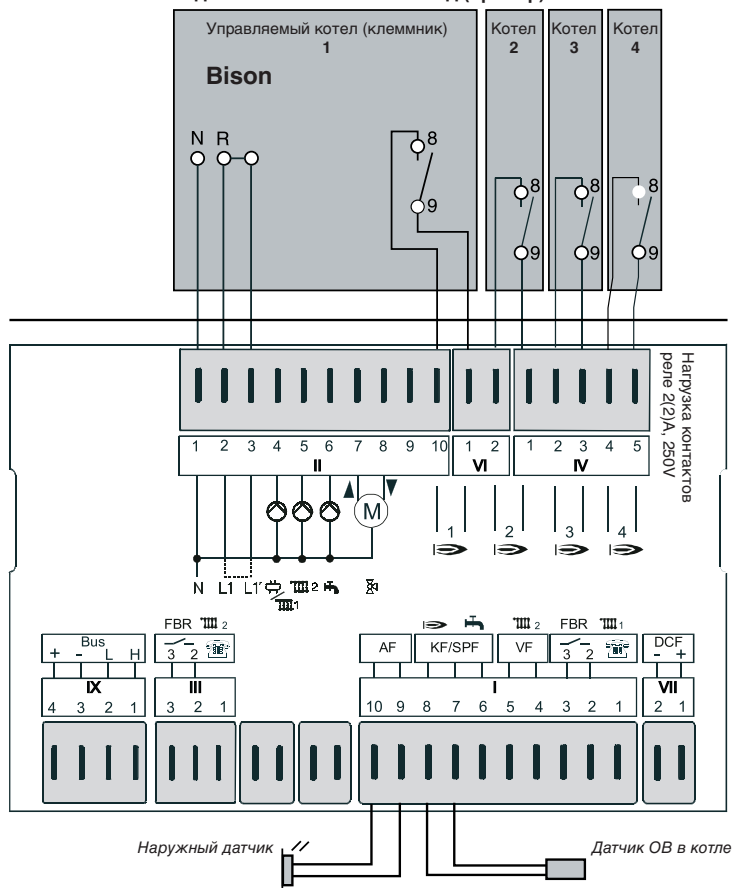 Управляемый котел (клеммник)
1
Котел
2
Котел
3
Котел
4
Bison
N R
8
9
8
9
8
9
8
9
Нагрузка контактов
реле 2(2)А, 250V
1 2 3 4 5 6 7 8 9 10
II
1 2
VI
1 2 3 4 5
IV
M
1 2 3 4
N L1 L1' 1 2
FBR 2
Bus
+ - L H
3 2
IX
4 3 2 1
III
3 2 1
2 FBR 1
AF KF/SPF VF 3 2
DCF
- +
I
10 9 8 7 6 5 4 3 2 1
VII
2 1
Наружный датчик
Датчик ОВ в котле